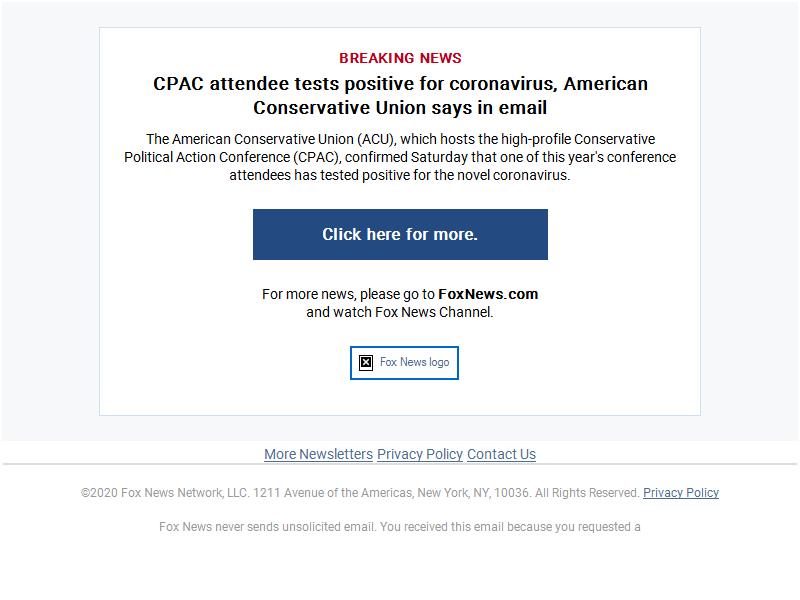 BREAKING NEWS
CPAC attendee tests positive for coronavirus, American
Conservative Union says in email
The American Conservative Union (ACU), which hosts the high-profile Conservative
Political Action Conference (CPAC), confirmed Saturday that one of this year's conference
attendees has tested positive for the novel coronavirus.
Click here for more.
For more news, please go to FoxNews.com
and watch Fox News Channel.
Fox News logo
More Newsletters Privacy Policy Contact Us
©2020 Fox News Network, LLC. 1211 Avenue of the Americas, New York, NY, 10036. All Rights Reserved. Privacy Policy
Fox News never sends unsolicited email. You received this email because you requested a